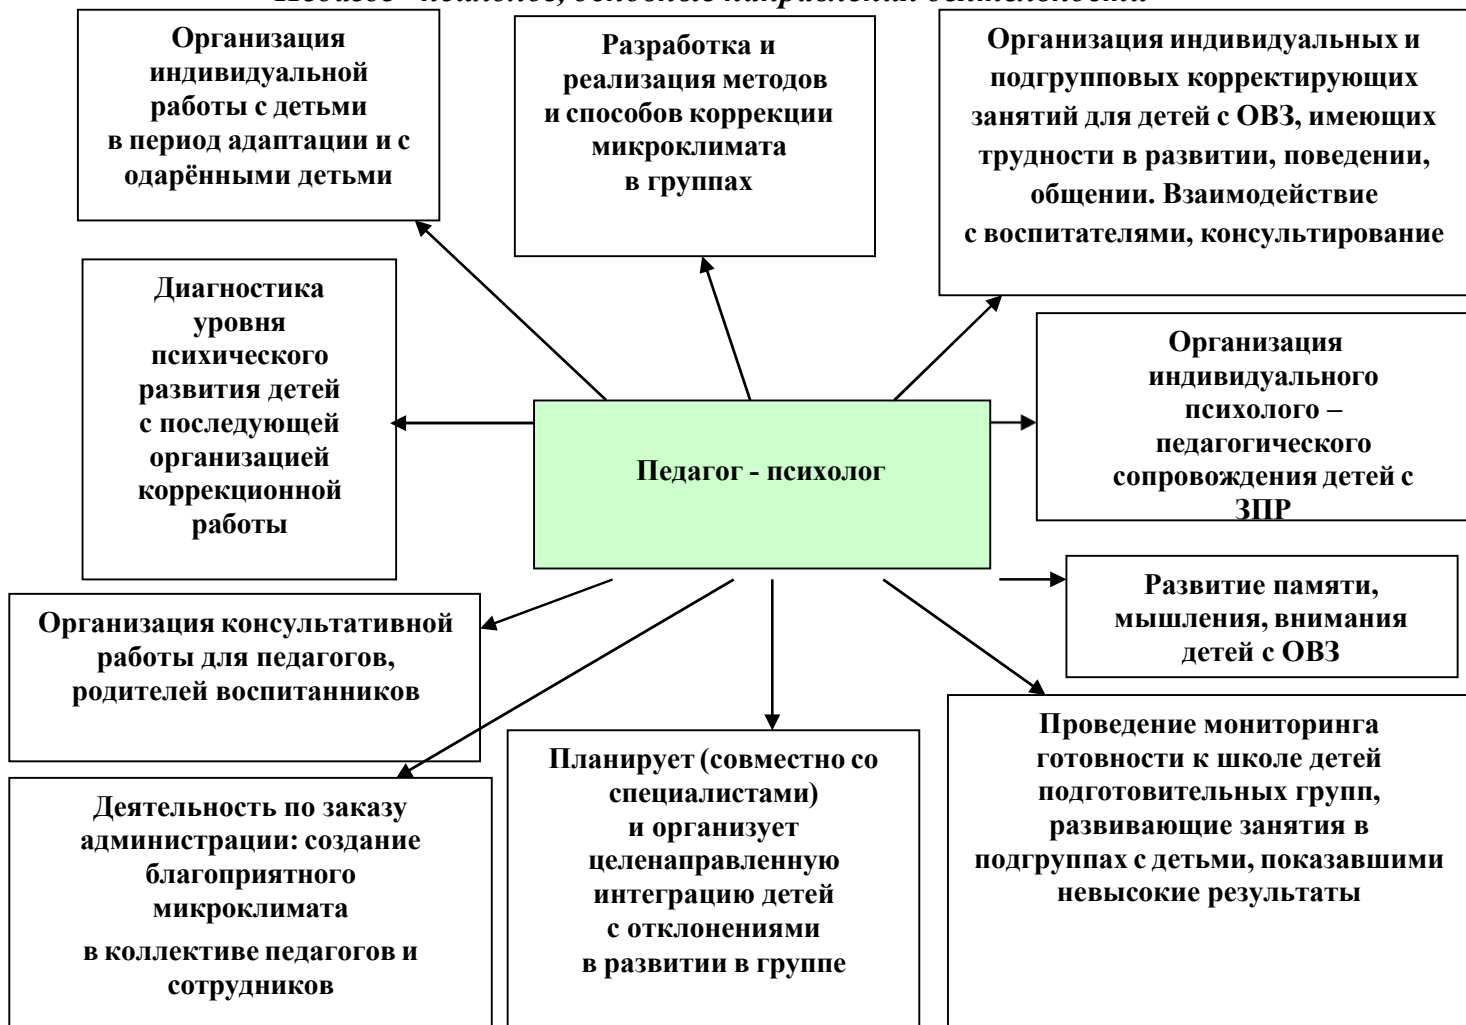 Педагог - психолог, основные направления деятельности
Организация
индивидуальной
работы с детьми
в период адаптации и с
одарёнными детьми
Разработка и
реализация методов
и способов коррекции
микроклимата
в группах
Организация индивидуальных и
подгрупповых корректирующих
занятий для детей с ОВЗ, имеющих
трудности в развитии, поведении,
общении. Взаимодействие
с воспитателями, консультирование
Диагностика
уровня
психического
развития детей
с последующей
организацией
коррекционной
работы
Педагог - психолог
Организация
индивидуального
психолого –
педагогического
сопровождения детей с
ЗПР
Развитие памяти,
мышления, внимания
детей с ОВЗ
Организация консультативной
работы для педагогов,
родителей воспитанников
Деятельность по заказу
администрации: создание
благоприятного
микроклимата
в коллективе педагогов и
сотрудников
Планирует (совместно со
специалистами)
и организует
целенаправленную
интеграцию детей
с отклонениями
в развитии в группе
Проведение мониторинга
готовности к школе детей
подготовительных групп,
развивающие занятия в
подгруппах с детьми, показавшими
невысокие результаты